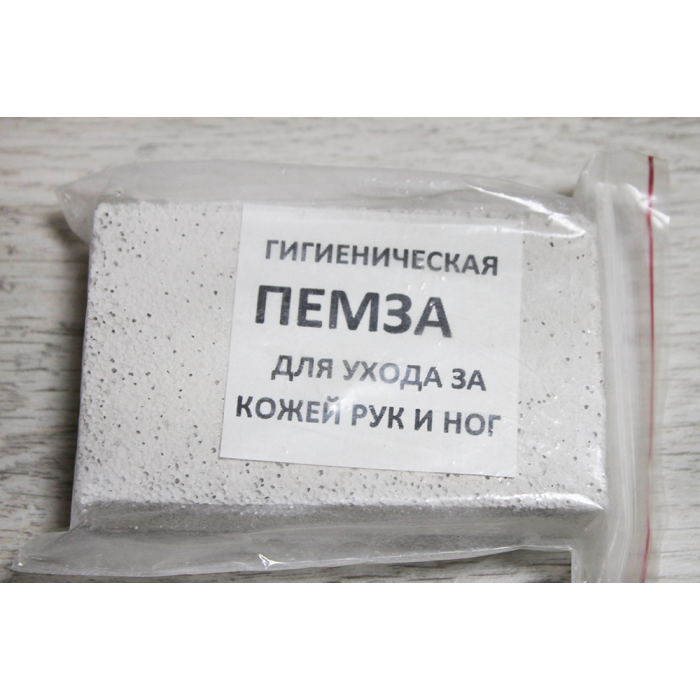 ГИГИЕНИЧЕСКАЯ
ПЕМЗА
ДЛЯ УХОДА ЗА
КОЖЕЙ РУК И НОГ